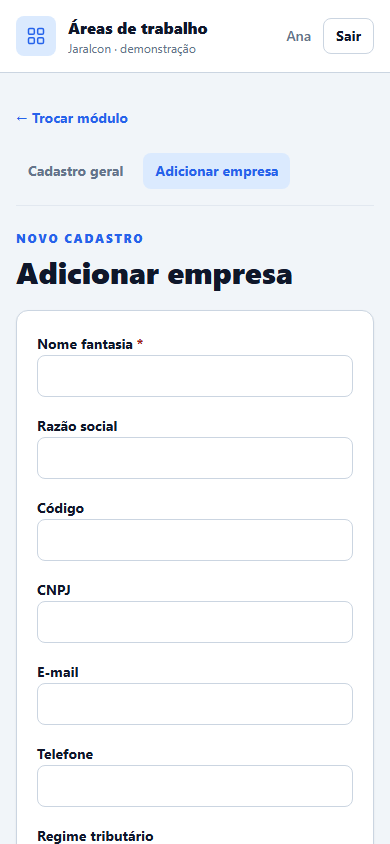 Áreas de trabalho
Jaralcon · demonstração
Ana
Sair
← Trocar módulo
Cadastro geral
Adicionar empresa
NOVO CADASTRO
Adicionar empresa
Nome fantasia *
Razão social
Código
CNPJ
E-mail
Telefone
Regime tributário